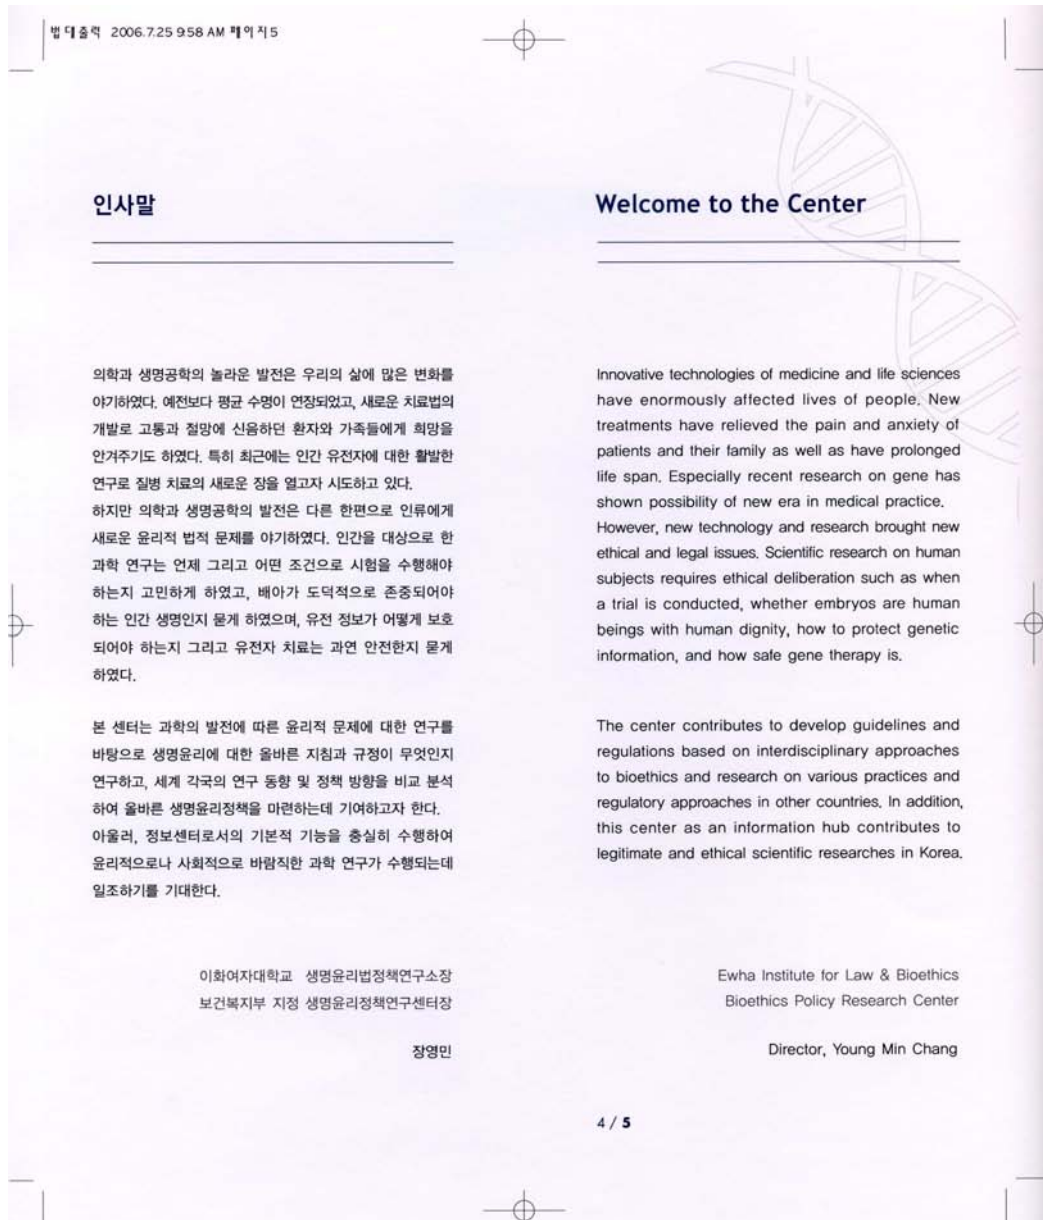 법대출력 2006.7.25 9:58 AM 페이지5
인사말
의학과 생명공학의 놀라운 발전은 우리의 삶에 많은 변화를
야기하였다. 예전보다 평균 수명이 연장되었고, 새로운 치료법의
개발로 고통과 절망에 신음하던 환자와 가족들에게 희망을
안겨주기도 하였다. 특히 최근에는 인간 유전자에 대한 활발한
연구로 질병 치료의 새로운 장을 열고자 시도하고 있다.
하지만 의학과 생명공학의 발전은 다른 한편으로 인류에게
새로운 윤리적 법적 문제를 야기하였다. 인간을 대상으로 한
과학 연구는 언제 그리고 어떤 조건으로 시험을 수행해야
하는지 고민하게 하였고, 배아가 도덕적으로 존중되어야
하는 인간 생명인지 묻게 하였으며, 유전 정보가 어떻게 보호
되어야 하는지 그리고 유전자 치료는 과연 안전한지 묻게
하였다.
본 센터는 과학의 발전에 따른 윤리적 문제에 대한 연구를
바탕으로 생명윤리에 대한 올바른 지침과 규정이 무엇인지
연구하고, 세계 각국의 연구 동향 및 정책 방향을 비교 분석
하여 올바른 생명윤리정책을 마련하는데 기여하고자 한다.
아울러, 정보센터로서의 기본적 기능을 충실히 수행하여
윤리적으로나 사회적으로 바람직한 과학 연구가 수행되는데
일조하기를 기대한다.
이화여자대학교 생명윤리법정책연구소장
보건복지부 지정 생명윤리정책연구센터장
장영민
Welcome to the Center
Innovative technologies of medicine and life sciences
have enormously affected lives of people. New
treatments have relieved the pain and anxiety of
patients and their family as well as have prolonged
life span. Especially recent research on gene has
shown possibility of new era in medical practice.
However, new technology and research brought new
ethical and legal issues. Scientific research on human
subjects requires ethical deliberation such as when
a trial is conducted, whether embryos are human
beings with human dignity, how to protect genetic
information, and how safe gene therapy is.
The center contributes to develop guidelines and
regulations based on interdisciplinary approaches
to bioethics and research on various practices and
regulatory approaches in other countries. In addition,
this center as an information hub contributes to
legitimate and ethical scientific researches in Korea.
Ewha Institute for Law & Bioethics
Bioethics Policy Research Center
Director, Young Min Chang
4 / 5